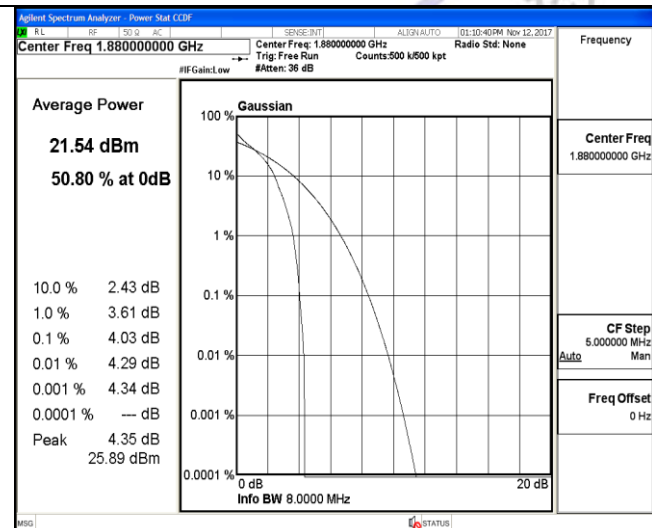 Agilent Spectrum Analyzer - Power Stat CCDF
RL RF 50 Ω AC SENSE:INT ALIGN AUTO 01:10:40PM Nov 12, 2017
Center Freq 1.880000000 GHz
Center Freq: 1.880000000 GHz Radio Std: None
Trig: Free Run Counts:500 k/500 kpt
#IFGain:Low #Atten: 36 dB
Frequency
Center Freq
1.880000000 GHz
CF Step
5.000000 MHz
Auto Man
Freq Offset
0 Hz
Average Power
21.54 dBm
50.80 % at 0dB
10.0 % 2.43 dB
1.0 % 3.61 dB
0.1 % 4.03 dB
0.01 % 4.29 dB
0.001 % 4.34 dB
0.0001 % --- dB
Peak 4.35 dB
25.89 dBm
Gaussian
100 %
10 %
1 %
0.1 %
0.01 %
0.001 %
0.0001 %
0 dB 20 dB
Info BW 8.0000 MHz
MSG STATUS